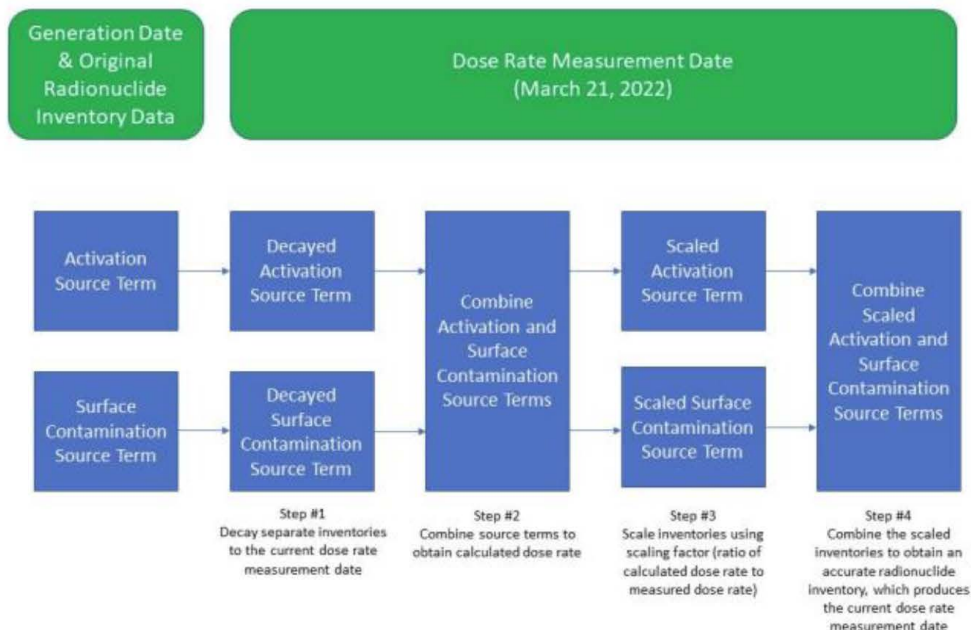 Generation Date
& Original
Radionuclide
Inventory Data
Dose Rate Measurement Date
(March 21, 2022)
Activation
Source Term
Decayed
Activation
Source Term
Combine
Activation and
Surface
Contamination
Source Terms
Scaled
Activation
Source Term
Combine
Scaled
Activation and
Surface
Contamination
Source Terms
Surface
Contamination
Source Term
Decayed
Surface
Contamination
Source Term
Scaled Surface
Contamination
Source Term
Step #1
Decay separate inventories
to the current dose rate
measurement date
Step #2
Combine source terms to
obtain calculated dose rate
Step #3
Scale inventories using
scaling factor (ratio of
calculated dose rate to
measured dose rate)
Step #4
Combine the scaled
inventories to obtain an
accurate radionuclide
inventory, which produces
the current dose rate
measurement date